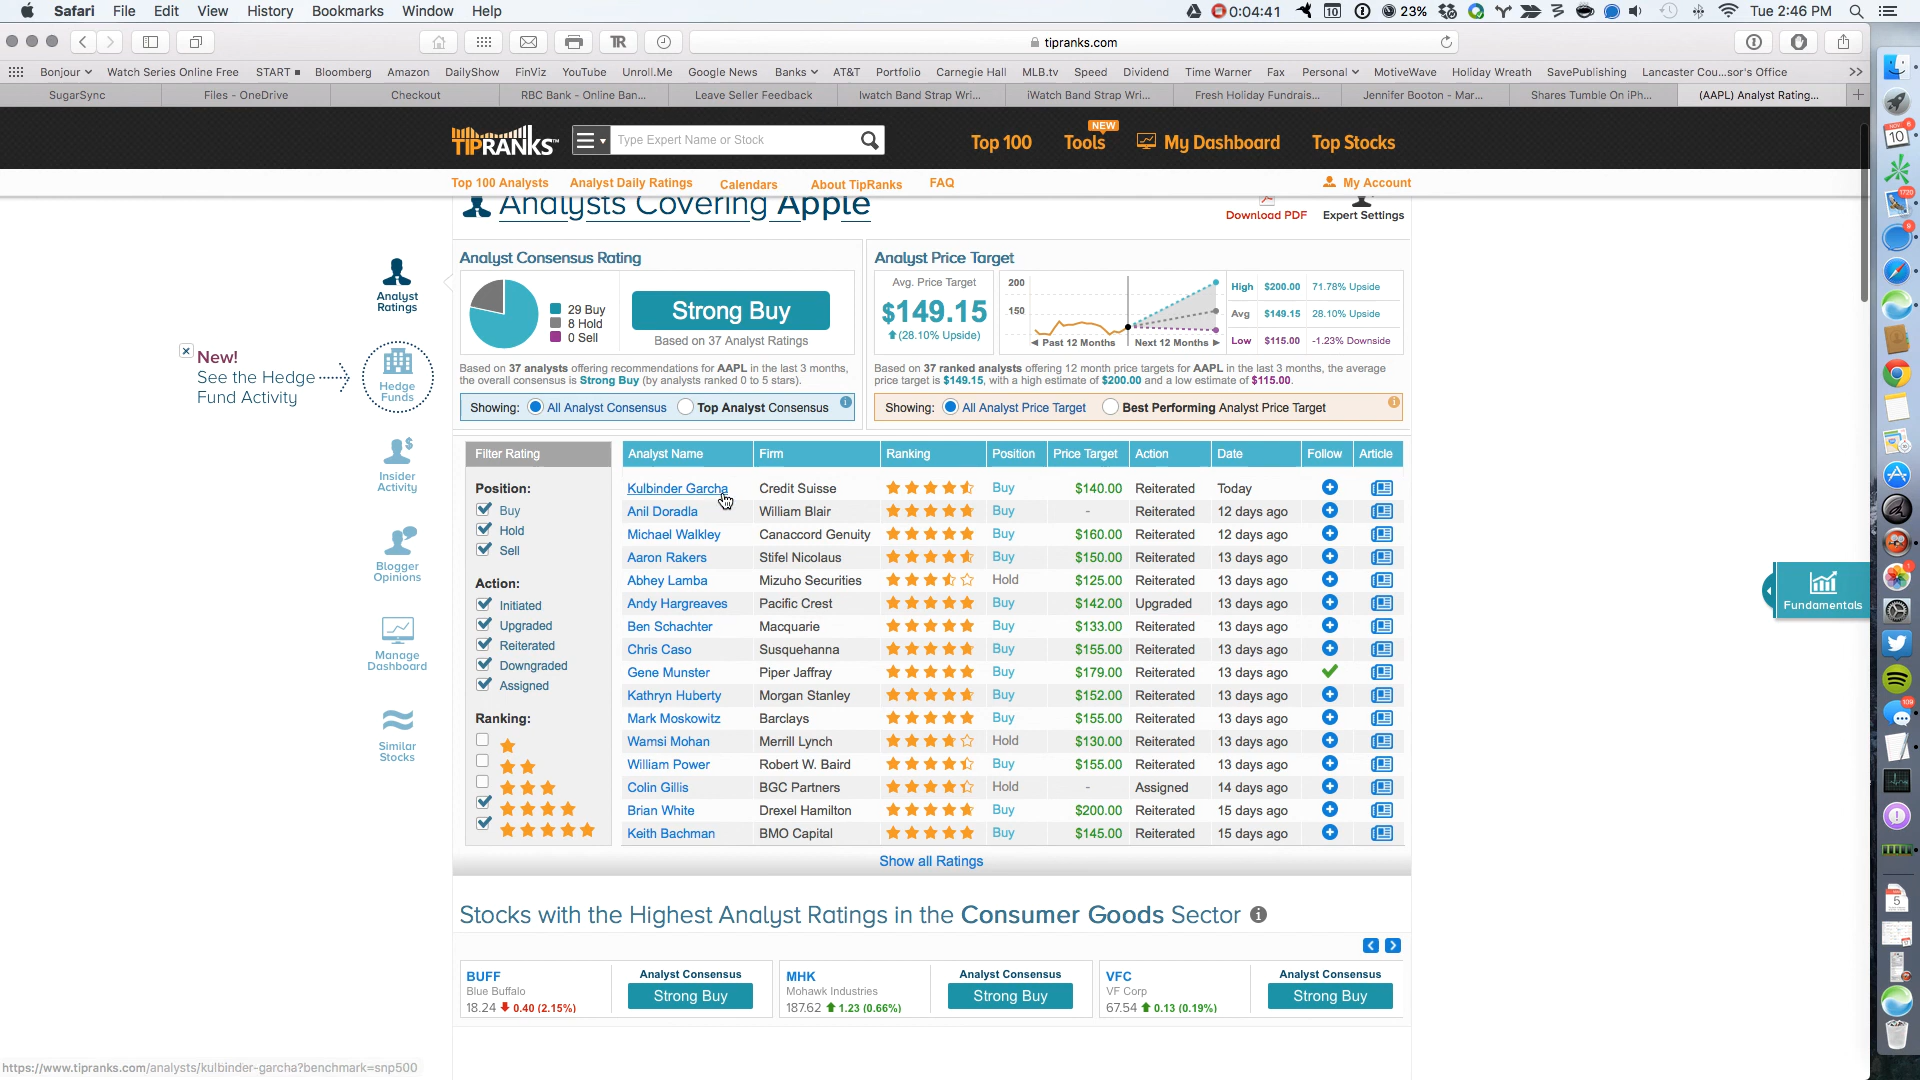 Safari File Edit View History Bookmarks Window Help 0:04:41 10 23% Tue 2:46 PM
TR tipranks.com
Bonjour Watch Series Online Free START Bloomberg Amazon DailyShow FinViz YouTube Unroll.Me Google News Banks AT&T Portfolio Carnegie Hall MLB.tv Speed Dividend Time Warner Fax Personal MotiveWave Holiday Wreath SavePublishing Lancaster Cou...sor's Office
SugarSync Files - OneDrive Checkout RBC Bank - Online Ban... Leave Seller Feedback Iwatch Band Strap Wri... iWatch Band Strap Wri... Fresh Holiday Fundrais... Jennifer Booton - Mar... Shares Tumble On iPh... (AAPL) Analyst Rating...
TIPRANKS™ Type Expert Name or Stock Top 100 Tools NEW My Dashboard Top Stocks
Top 100 Analysts Analyst Daily Ratings Calendars About TipRanks FAQ My Account
Analysts Covering Apple Download PDF Expert Settings
Analyst Ratings
New!
See the Hedge
Fund Activity
Hedge Funds
Insider Activity
Blogger Opinions
Manage Dashboard
Similar Stocks
Analyst Consensus Rating
29 Buy
8 Hold
0 Sell
Strong Buy
Based on 37 Analyst Ratings
Based on 37 analysts offering recommendations for AAPL in the last 3 months,
the overall consensus is Strong Buy (by analysts ranked 0 to 5 stars).
Showing: All Analyst Consensus Top Analyst Consensus
Analyst Price Target
Avg. Price Target
$149.15
(28.10% Upside)
200
150
Past 12 Months Next 12 Months
High $200.00 71.78% Upside
Avg $149.15 28.10% Upside
Low $115.00 -1.23% Downside
Based on 37 ranked analysts offering 12 month price targets for AAPL in the last 3 months, the average
price target is $149.15, with a high estimate of $200.00 and a low estimate of $115.00.
Showing: All Analyst Price Target Best Performing Analyst Price Target
Filter Rating
Position:
Buy
Hold
Sell
Action:
Initiated
Upgraded
Reiterated
Downgraded
Assigned
Ranking:
Analyst Name Firm Ranking Position Price Target Action Date Follow Article
Kulbinder Garcha Credit Suisse Buy $140.00 Reiterated Today
Anil Doradla William Blair Buy - Reiterated 12 days ago
Michael Walkley Canaccord Genuity Buy $160.00 Reiterated 12 days ago
Aaron Rakers Stifel Nicolaus Buy $150.00 Reiterated 13 days ago
Abhey Lamba Mizuho Securities Hold $125.00 Reiterated 13 days ago
Andy Hargreaves Pacific Crest Buy $142.00 Upgraded 13 days ago
Ben Schachter Macquarie Buy $133.00 Reiterated 13 days ago
Chris Caso Susquehanna Buy $155.00 Reiterated 13 days ago
Gene Munster Piper Jaffray Buy $179.00 Reiterated 13 days ago
Kathryn Huberty Morgan Stanley Buy $152.00 Reiterated 13 days ago
Mark Moskowitz Barclays Buy $155.00 Reiterated 13 days ago
Wamsi Mohan Merrill Lynch Hold $130.00 Reiterated 13 days ago
William Power Robert W. Baird Buy $155.00 Reiterated 13 days ago
Colin Gillis BGC Partners Hold - Assigned 14 days ago
Brian White Drexel Hamilton Buy $200.00 Reiterated 15 days ago
Keith Bachman BMO Capital Buy $145.00 Reiterated 15 days ago
Show all Ratings
Fundamentals
Stocks with the Highest Analyst Ratings in the Consumer Goods Sector
BUFF
Blue Buffalo
18.24 0.40 (2.15%)
Analyst Consensus
Strong Buy
MHK
Mohawk Industries
187.62 1.23 (0.66%)
Analyst Consensus
Strong Buy
VFC
VF Corp
67.54 0.13 (0.19%)
Analyst Consensus
Strong Buy
https://www.tipranks.com/analysts/kulbinder-garcha?benchmark=snp500